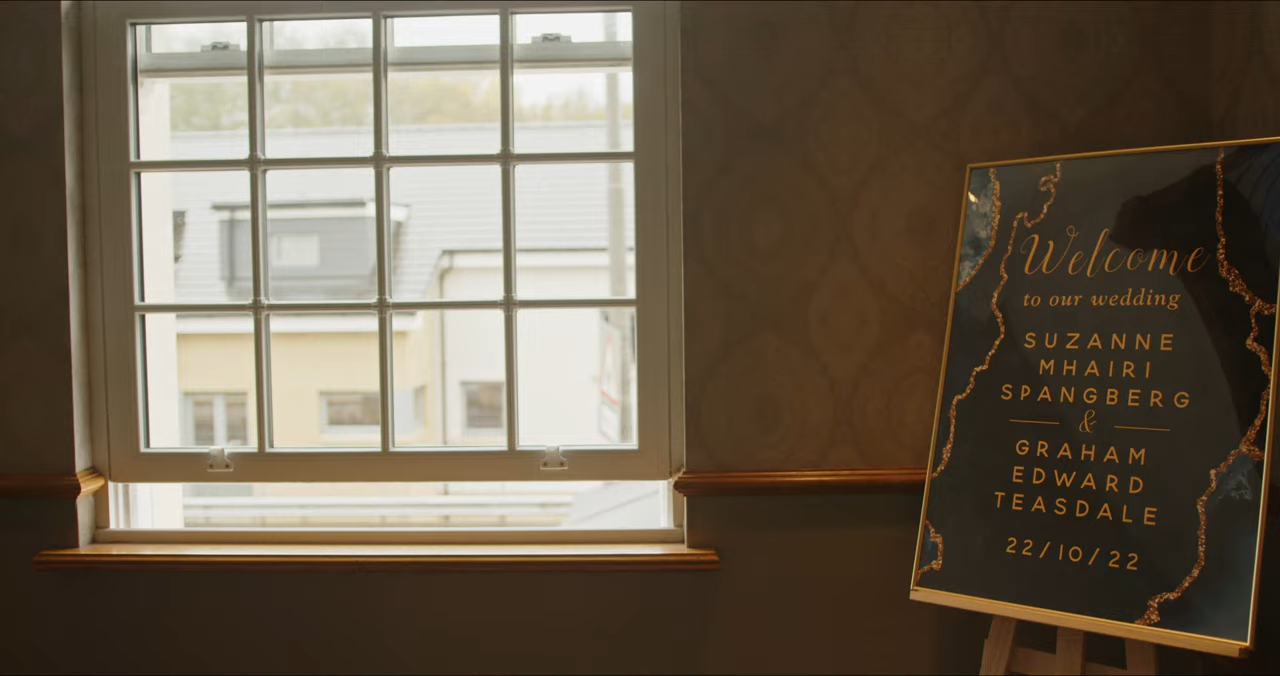 Welcome
to our wedding
SUZANNE
MHAIRI
SPANGBERG
&
GRAHAM
EDWARD
TEASDALE
22/10/22